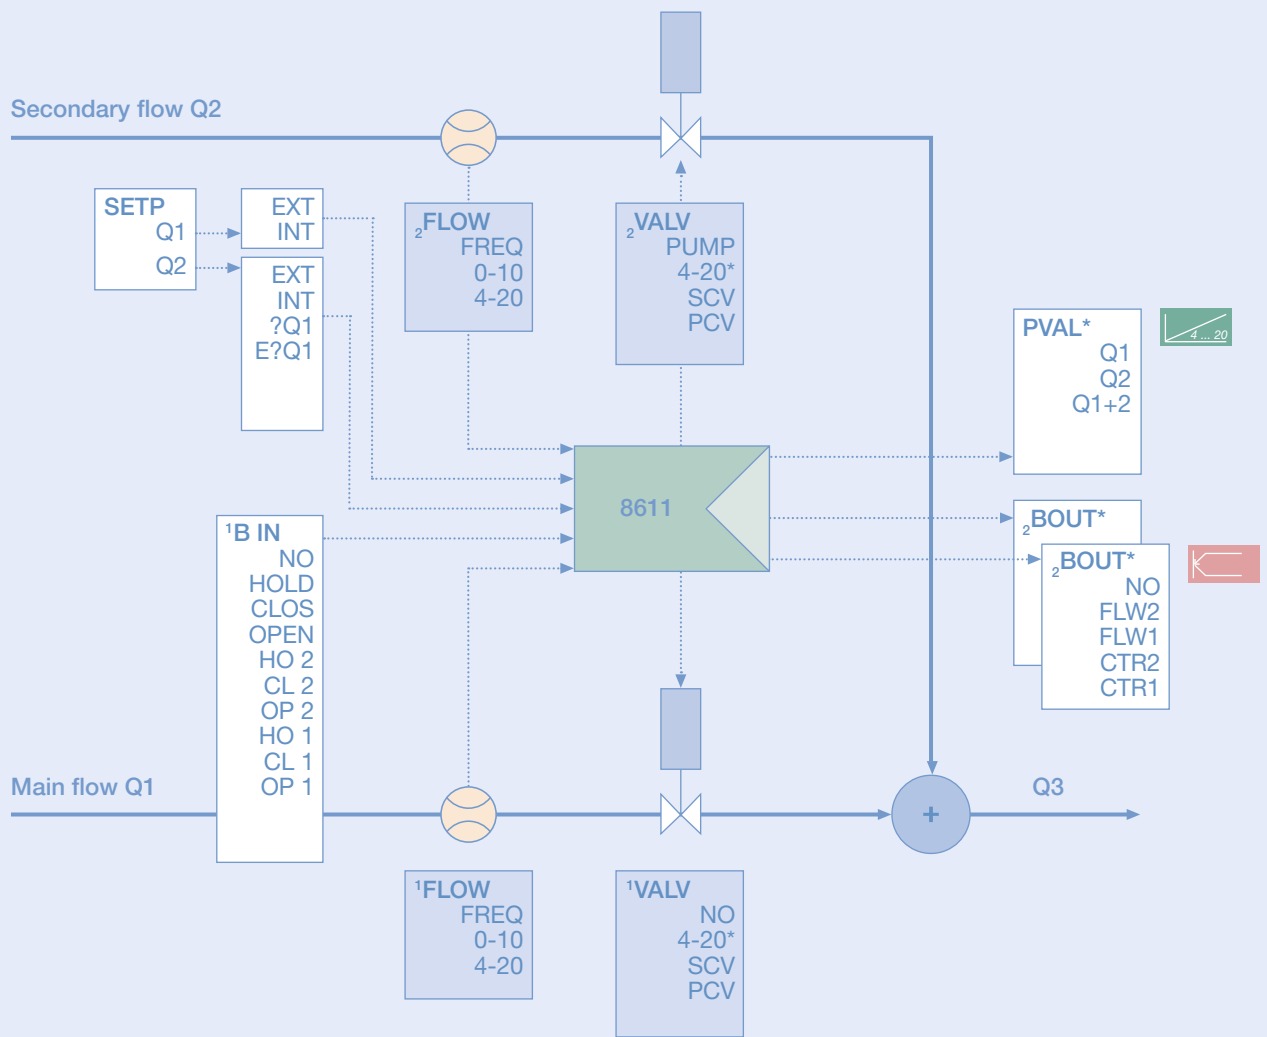 Secondary flow Q2
SETP
Q1
Q2
EXT
INT
EXT
INT
?Q1
E?Q1
2FLOW
FREQ
0-10
4-20
2VALV
PUMP
4-20*
SCV
PCV
PVAL*
Q1
Q2
Q1+2
4 ... 20
8611
1B IN
NO
HOLD
CLOS
OPEN
HO 2
CL 2
OP 2
HO 1
CL 1
OP 1
2BOUT*
2BOUT*
NO
FLW2
FLW1
CTR2
CTR1
Main flow Q1
+
Q3
1FLOW
FREQ
0-10
4-20
1VALV
NO
4-20*
SCV
PCV